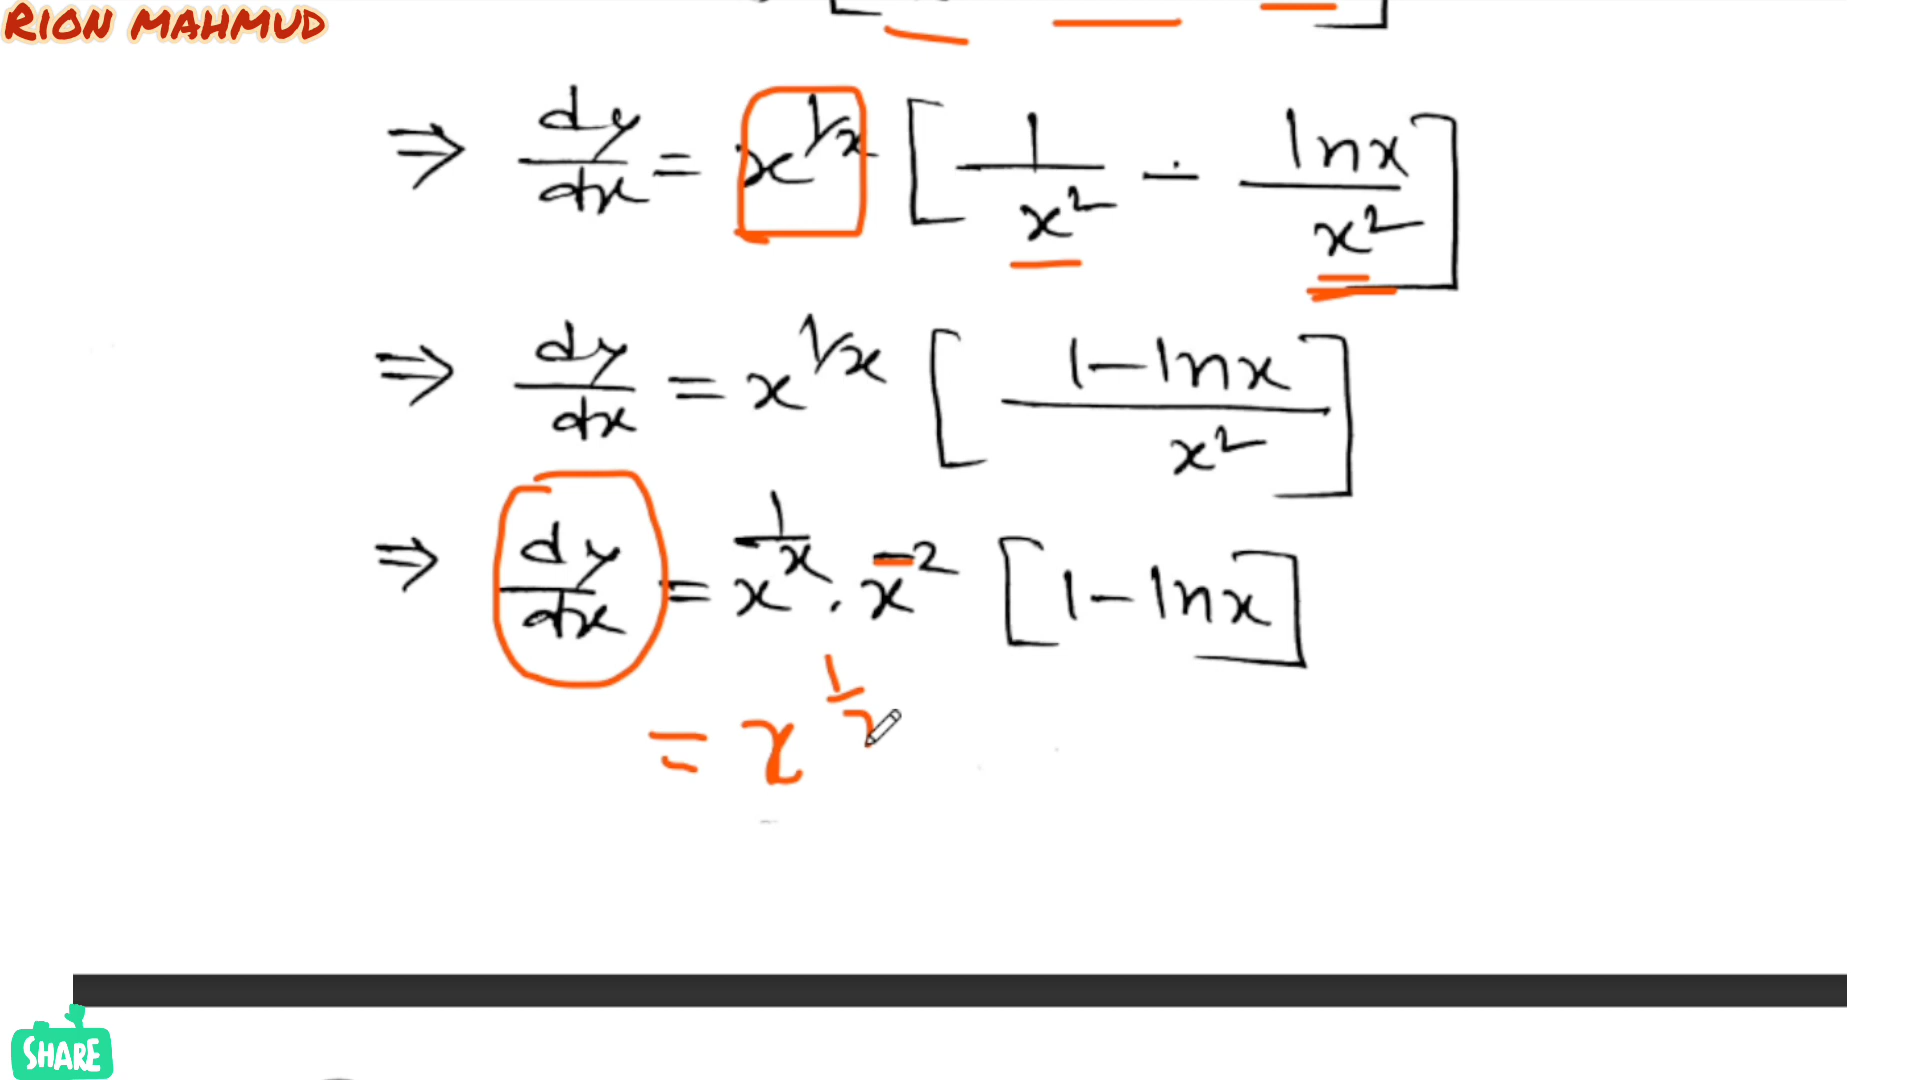 RION MAHMUD
⇒ dy/dx = x^{1/x} [1/x² - lnx/x²]
⇒ dy/dx = x^{1/x} [(1-lnx)/x²]
⇒ dy/dx = x^{1/x} . x^{-2} [1-lnx]
= x
SHARE